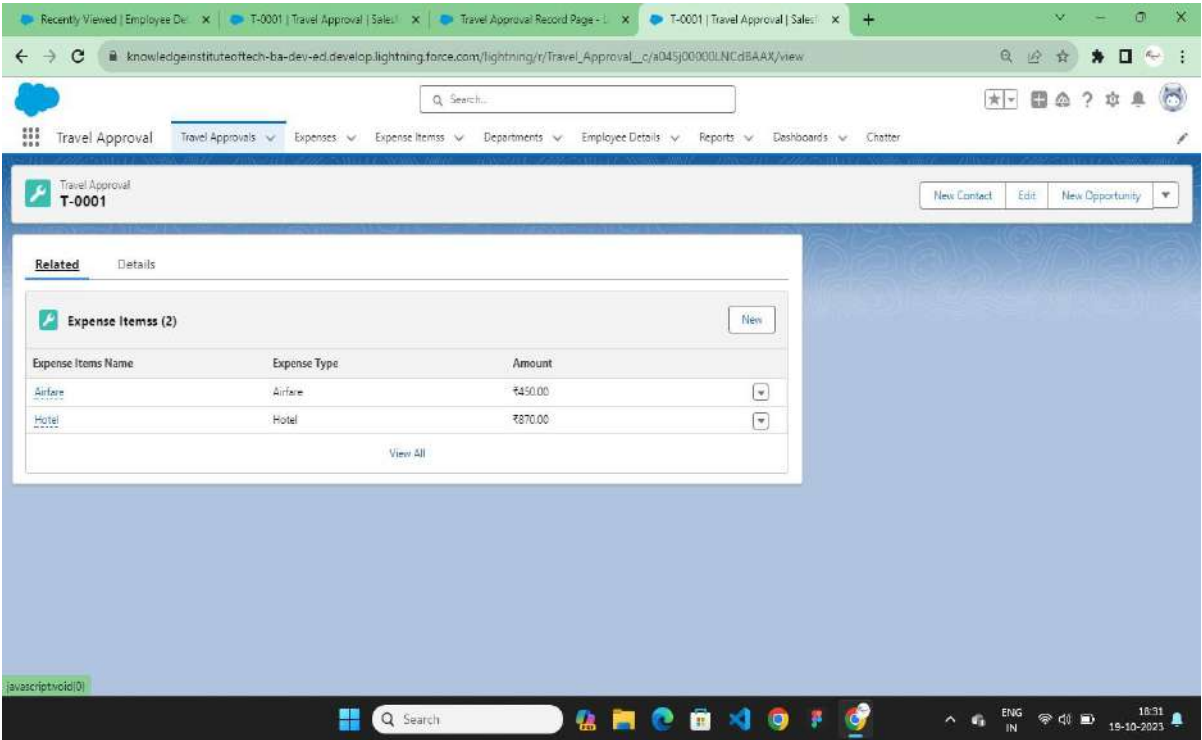 Recently Viewed | Employee De
T-0001 | Travel Approval | Sales
Travel Approval Record Page - L
T-0001 | Travel Approval | Sales
knowledgeinstituteoftech-ba-dev-ed.develop.lightning.force.com/lightning/r/Travel_Approval__c/a045j00000LNCdBAAX/view
Search...
Travel Approval
Travel Approvals
Expenses
Expense Itemss
Departments
Employee Details
Reports
Dashboards
Chatter
Travel Approval
T-0001
New Contact
Edit
New Opportunity
Related
Details
Expense Itemss (2)
New
Expense Items Name
Expense Type
Amount
Airfare
Airfare
₹450.00
Hotel
Hotel
₹870.00
View All
javascript:void(0)
Search
ENG
IN
18:31
19-10-2023